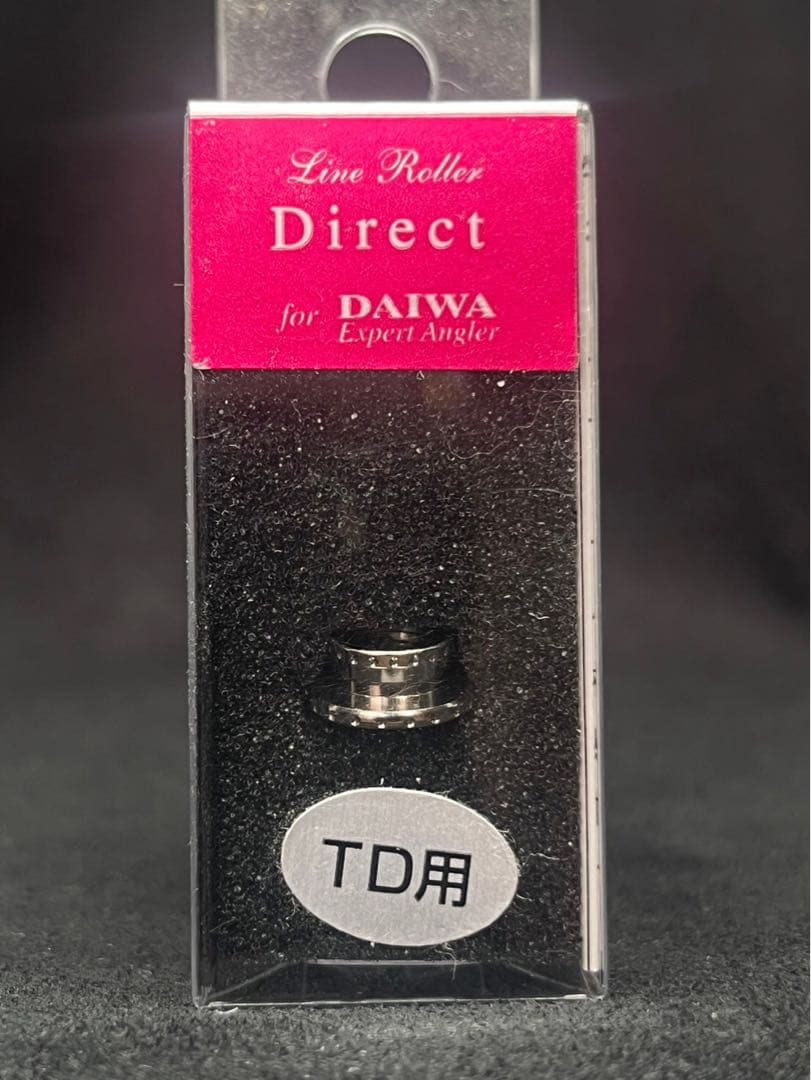 Line Roller
Direct
for DAIWA
Expert Angler
TD用